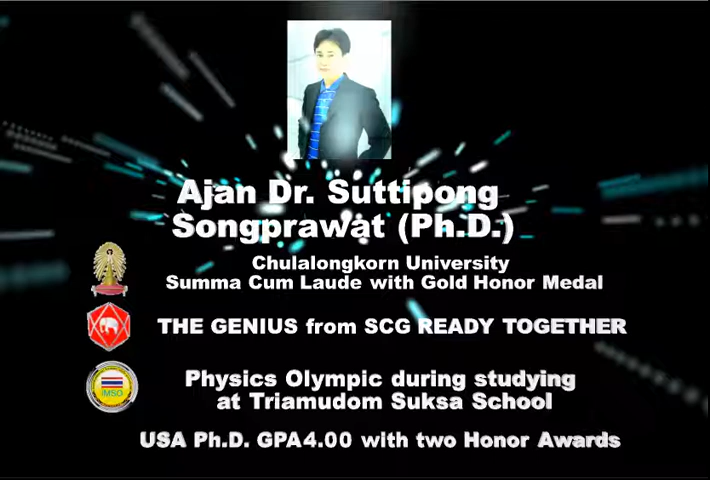 Ajan Dr. Suttipong
Songprawat (Ph.D.)
Chulalongkorn University
Summa Cum Laude with Gold Honor Medal
THE GENIUS from SCG READY TOGETHER
Physics Olympic during studying
at Triamudom Suksa School
IMSO
USA Ph.D. GPA4.00 with two Honor Awards